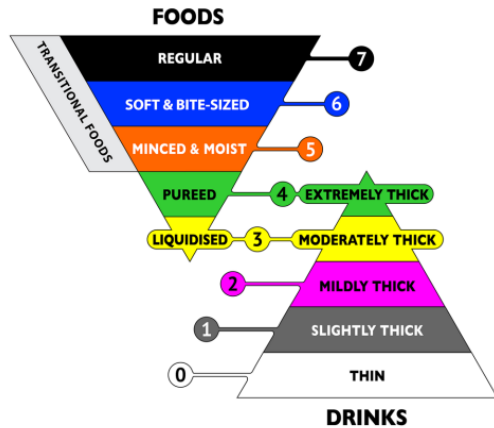 FOODS
TRANSITIONAL FOODS
REGULAR
7
SOFT & BITE-SIZED
6
MINCED & MOIST
5
PUREED
4
EXTREMELY THICK
LIQUIDISED
3
MODERATELY THICK
2
MILDLY THICK
1
SLIGHTLY THICK
0
THIN
DRINKS